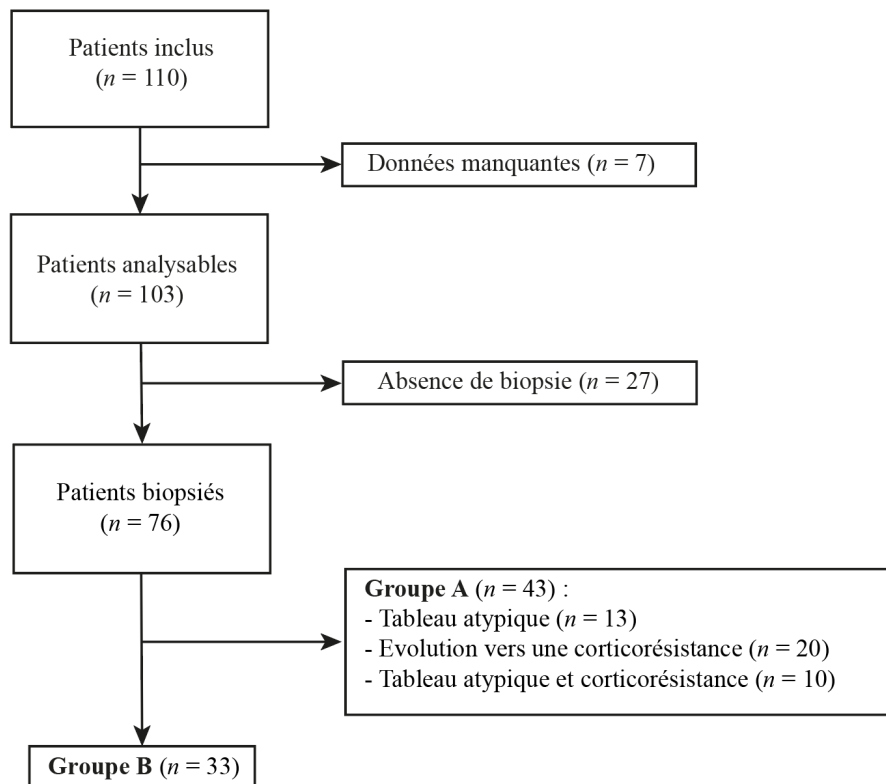 Patients inclus
(n = 110)
Données manquantes (n = 7)
Patients analysables
(n = 103)
Absence de biopsie (n = 27)
Patients biopsiés
(n = 76)
Groupe A (n = 43) :
- Tableau atypique (n = 13)
- Evolution vers une corticorésistance (n = 20)
- Tableau atypique et corticorésistance (n = 10)
Groupe B (n = 33)